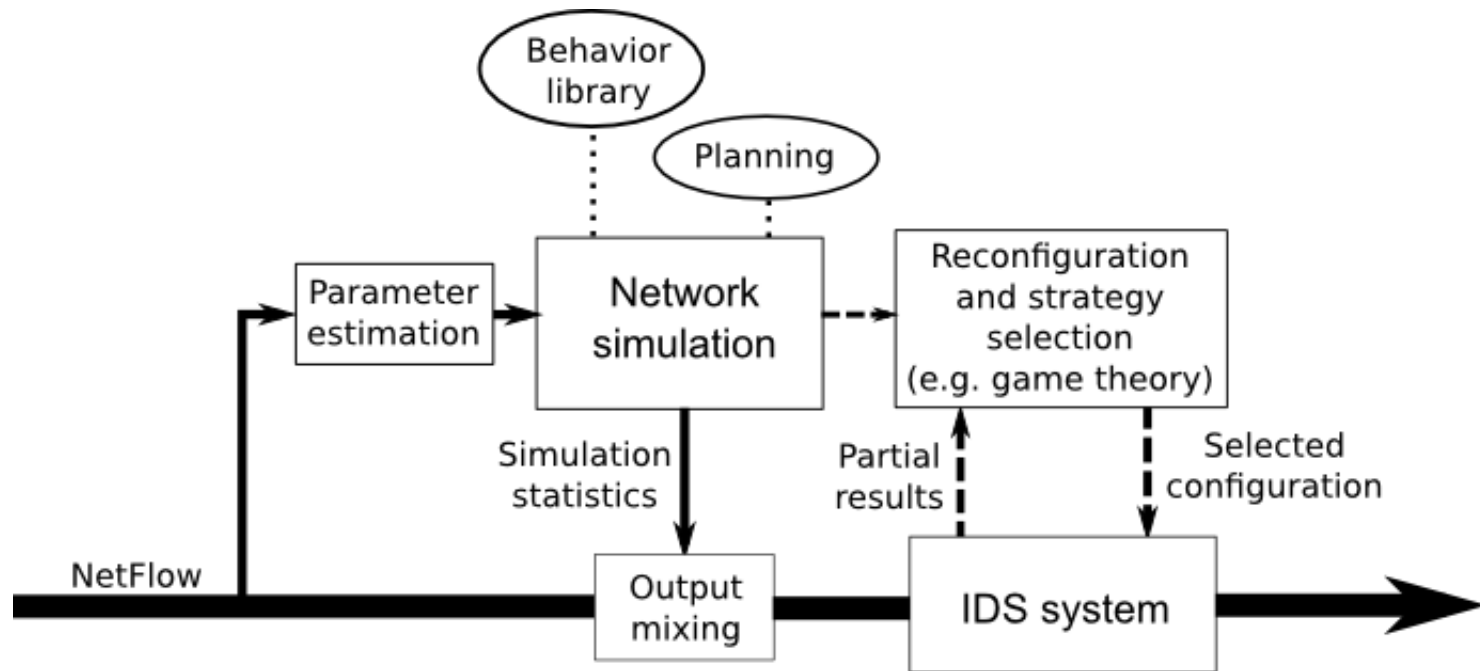 Behavior
library
Planning
Parameter
estimation
Network
simulation
Reconfiguration
and strategy
selection
(e.g. game theory)
Simulation
statistics
Partial
results
Selected
configuration
NetFlow
Output
mixing
IDS system